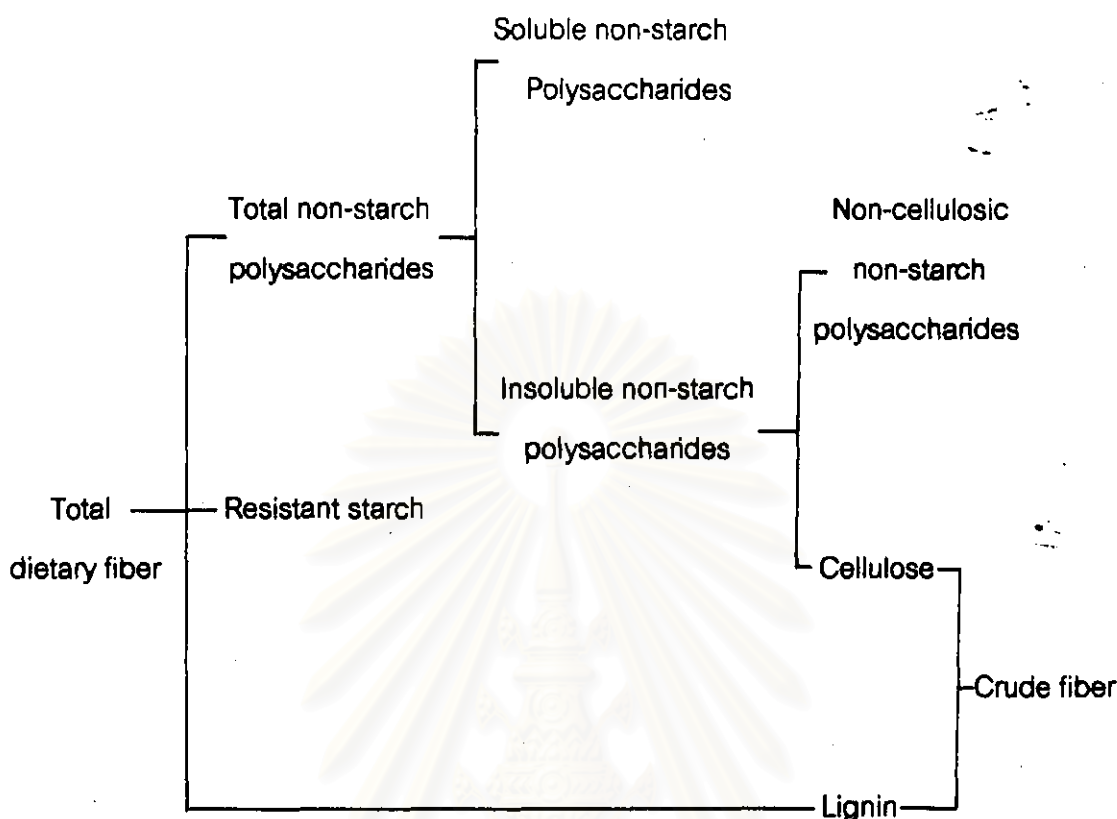 Soluble non-starch
Polysaccharides
Total non-starch
polysaccharides
Non-cellulosic
non-starch
polysaccharides
Insoluble non-starch
polysaccharides
Total
dietary fiber
Resistant starch
Cellulose
Crude fiber
Lignin